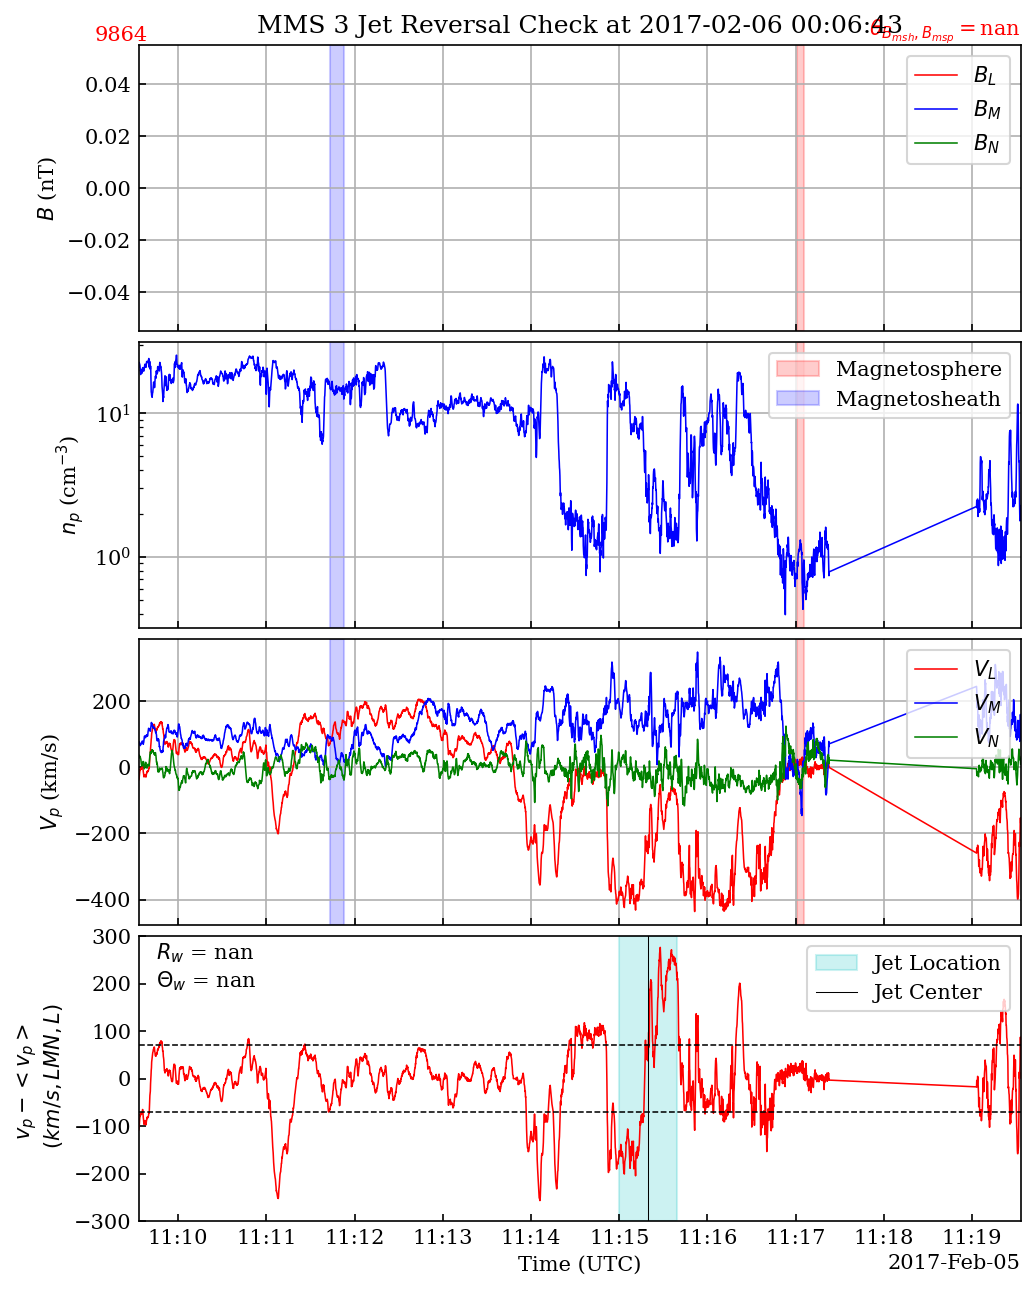 9864
MMS 3 Jet Reversal Check at 2017-02-06 00:06:43
θ_{B_{msh}, B_{msp}} = nan
B (nT)
0.04
0.02
0.00
−0.02
−0.04
B_L
B_M
B_N
n_p (cm^{−3})
10^1
10^0
Magnetosphere
Magnetosheath
V_p (km/s)
200
0
−200
−400
V_L
V_M
V_N
v_p − < v_p >
(km/s, LMN, L)
300
200
100
0
−100
−200
−300
R_w = nan
Θ_w = nan
Jet Location
Jet Center
11:10 11:11 11:12 11:13 11:14 11:15 11:16 11:17 11:18 11:19
Time (UTC)
2017-Feb-05